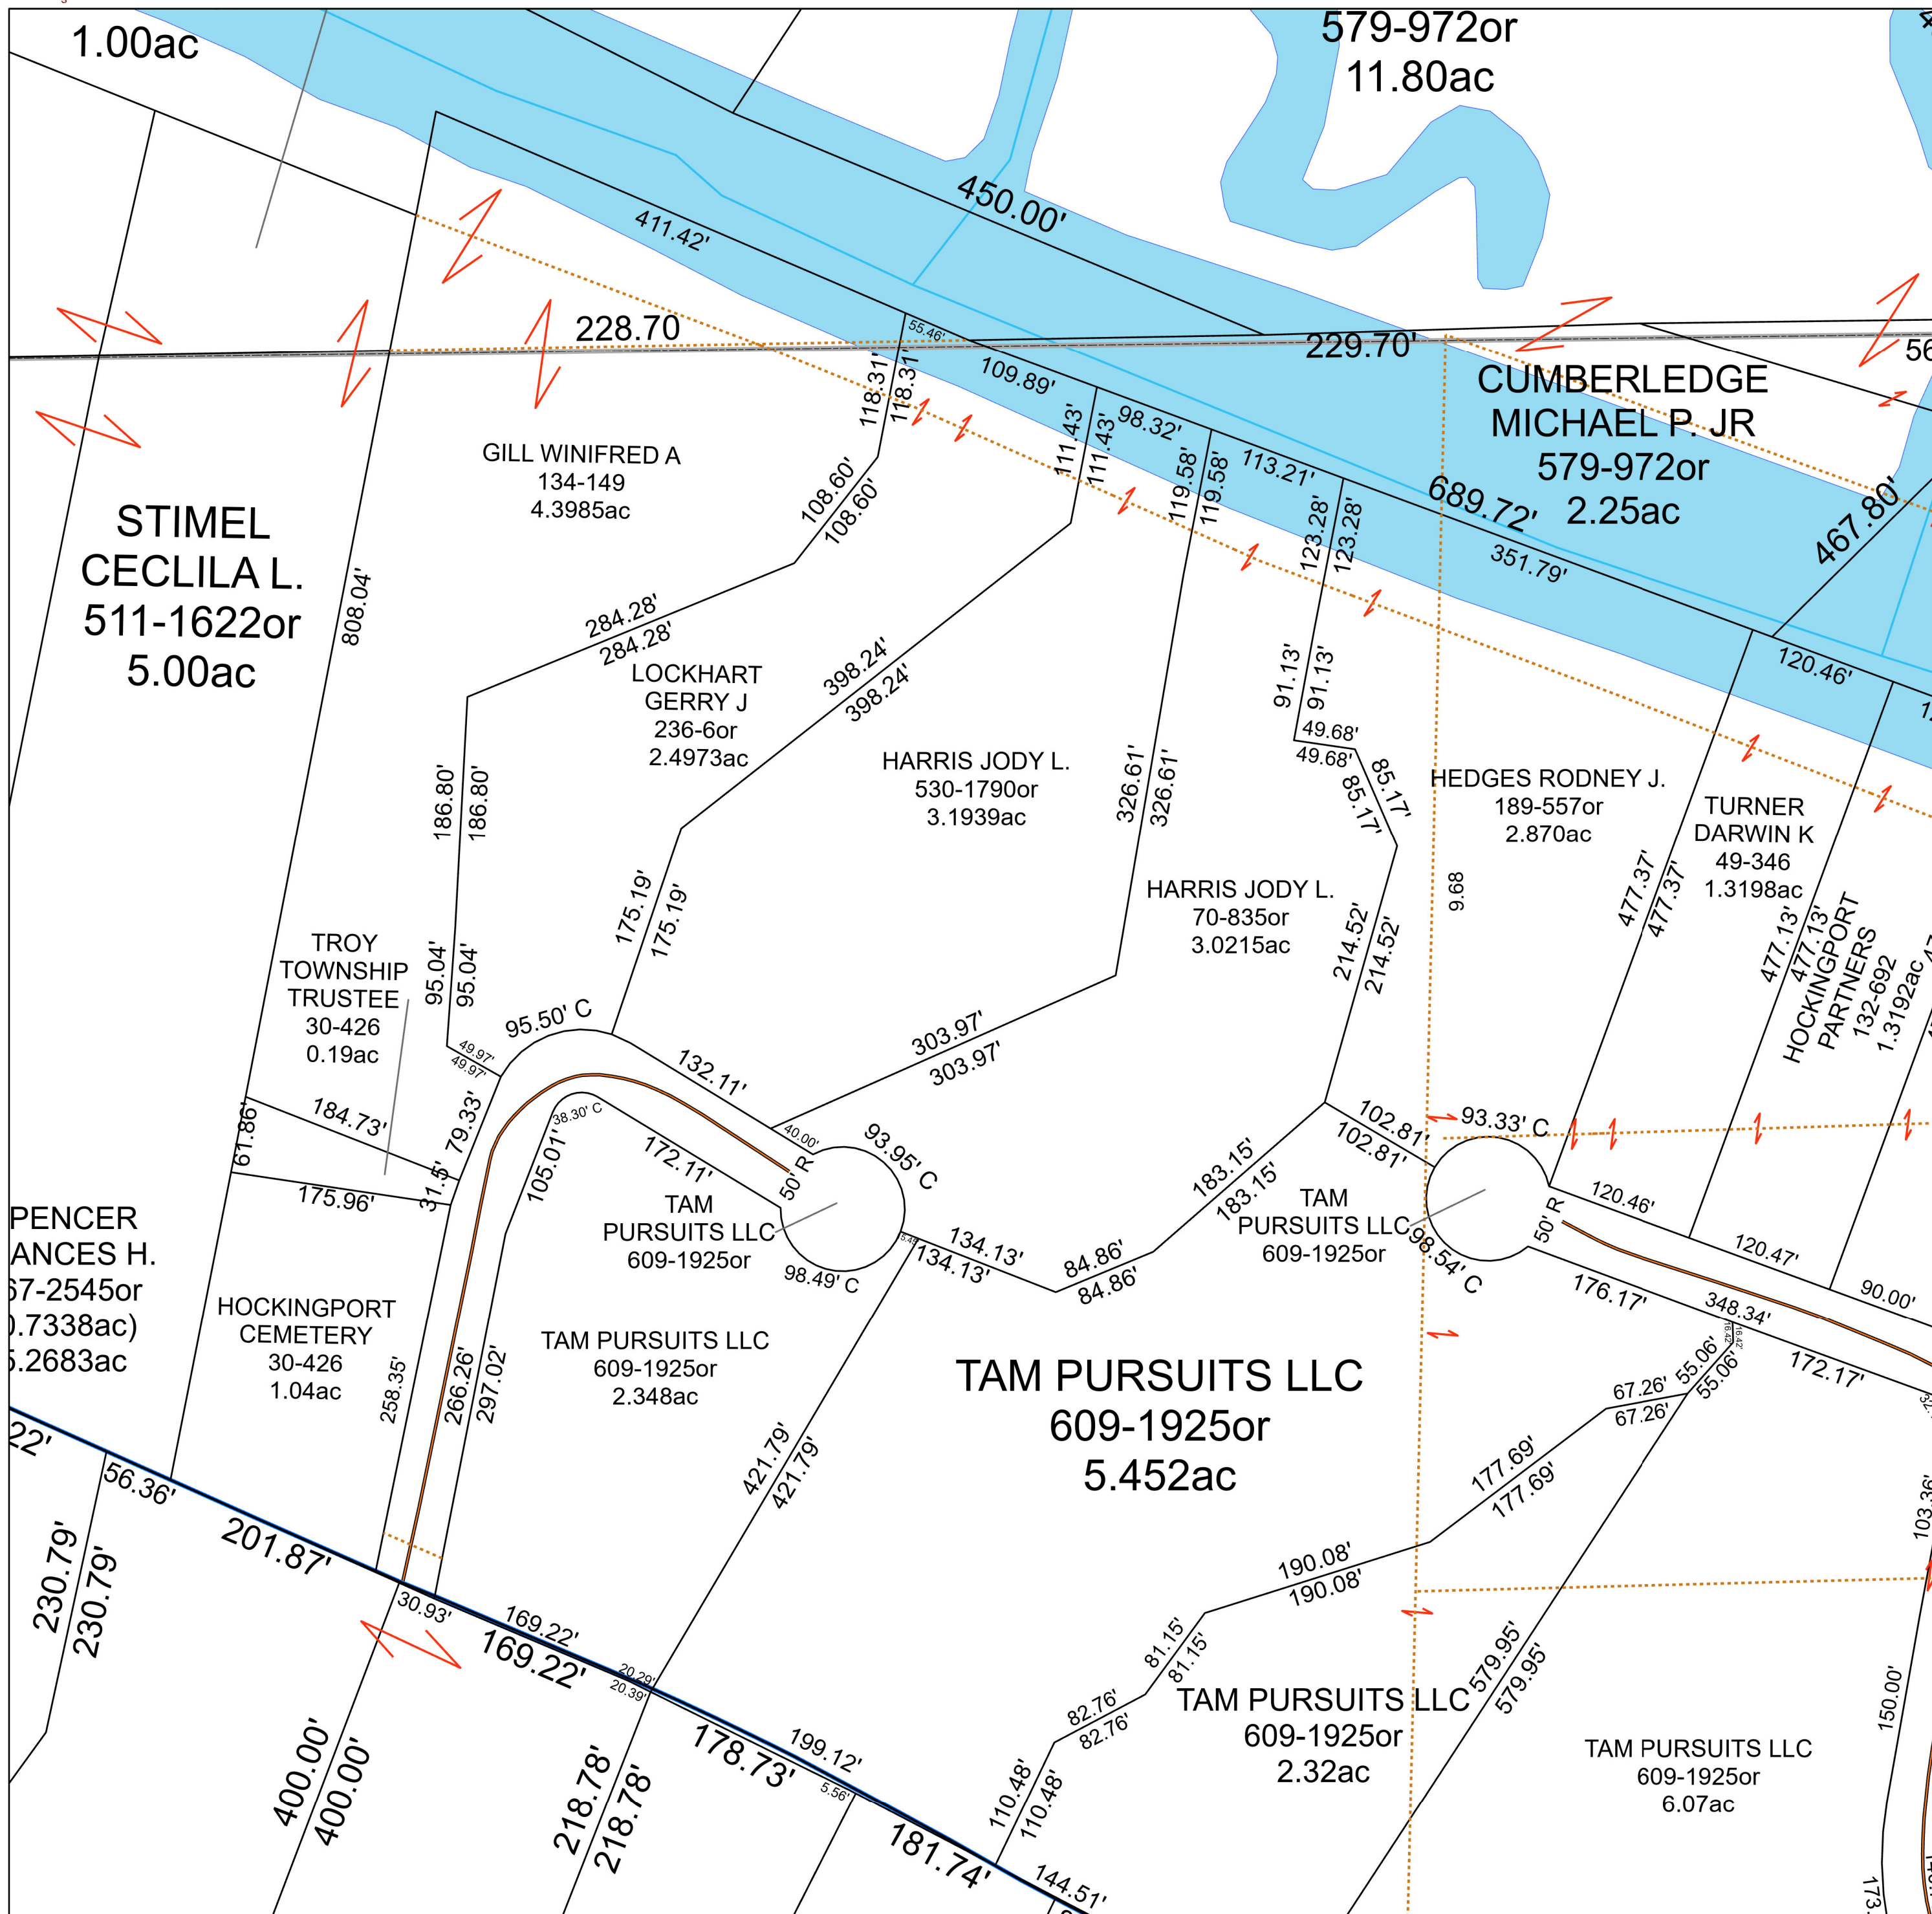 1.00ac
579-972or
11.80ac
450.00'
411.42'
228.70
55.46'
229.70'
56
118.31'
118.31'
109.89'
98.32'
111.43'
111.43'
119.58'
119.58'
113.21'
123.28'
123.28'
CUMBERLEDGE
MICHAEL P. JR
579-972or
2.25ac
689.72'
351.79'
467.80'
GILL WINIFRED A
134-149
4.3985ac
108.60'
108.60'
STIMEL
CECLILA L.
511-1622or
5.00ac
808.04'
284.28'
284.28'
LOCKHART
GERRY J
236-6or
2.4973ac
398.24'
398.24'
91.13'
91.13'
49.68'
49.68'
85.17'
85.17'
120.46'
HARRIS JODY L.
530-1790or
3.1939ac
326.61'
326.61'
HEDGES RODNEY J.
189-557or
2.870ac
TURNER
DARWIN K
49-346
1.3198ac
186.80'
186.80'
175.19'
175.19'
HARRIS JODY L.
70-835or
3.0215ac
9.68
477.37'
477.37'
477.13'
477.13'
HOCKINGPORT
PARTNERS
132-692
1.3192ac
214.52'
214.52'
TROY
TOWNSHIP
TRUSTEE
30-426
0.19ac
95.04'
95.04'
95.50' C
49.97'
49.97'
132.11'
303.97'
303.97'
184.73'
61.86'
79.33'
38.30' C
40.00'
93.95' C
102.81'
102.81'
93.33' C
175.96'
31.5'
105.01'
172.11'
50' R
183.15'
183.15'
TAM
PURSUITS LLC
609-1925or
98.49' C
134.13'
134.13'
84.86'
84.86'
TAM
PURSUITS LLC
609-1925or
98.54' C
50' R
120.46'
120.47'
90.00'
176.17'
348.34'
16.42'
16.42'
172.17'
PENCER
ANCES H.
67-2545or
.7338ac)
.2683ac
HOCKINGPORT
CEMETERY
30-426
1.04ac
258.35'
266.26'
297.02'
TAM PURSUITS LLC
609-1925or
2.348ac
421.79'
421.79'
TAM PURSUITS LLC
609-1925or
5.452ac
67.26'
67.26'
55.06'
55.06'
177.69'
177.69'
190.08'
190.08'
103.36'
22'
56.36'
201.87'
230.79'
230.79'
30.93'
169.22'
169.22'
20.29'
20.39'
81.15'
81.15'
82.76'
82.76'
110.48'
110.48'
579.95'
579.95'
150.00'
TAM PURSUITS LLC
609-1925or
2.32ac
TAM PURSUITS LLC
609-1925or
6.07ac
400.00'
400.00'
218.78'
218.78'
178.73'
199.12'
5.56'
181.74'
144.51'
173.